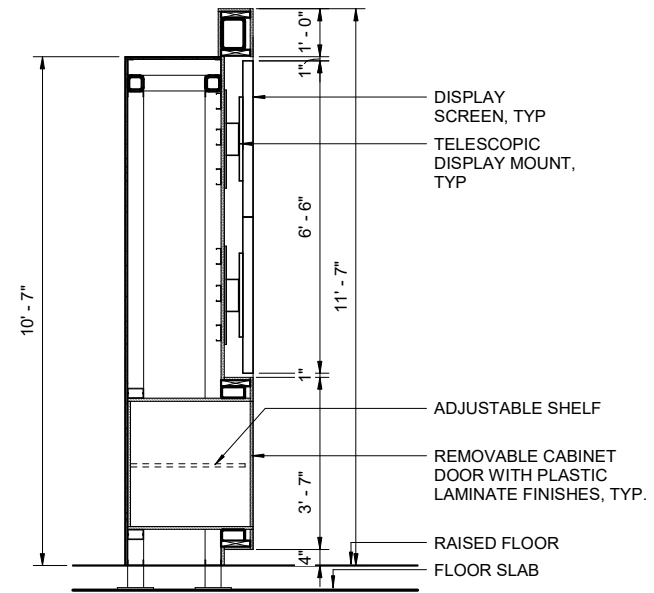 1' - 0"
1"
DISPLAY
SCREEN, TYP
TELESCOPIC
DISPLAY MOUNT,
TYP
6' - 6"
11' - 7"
10' - 7"
1"
ADJUSTABLE SHELF
REMOVABLE CABINET
DOOR WITH PLASTIC
LAMINATE FINISHES, TYP.
3' - 7"
RAISED FLOOR
4"
FLOOR SLAB